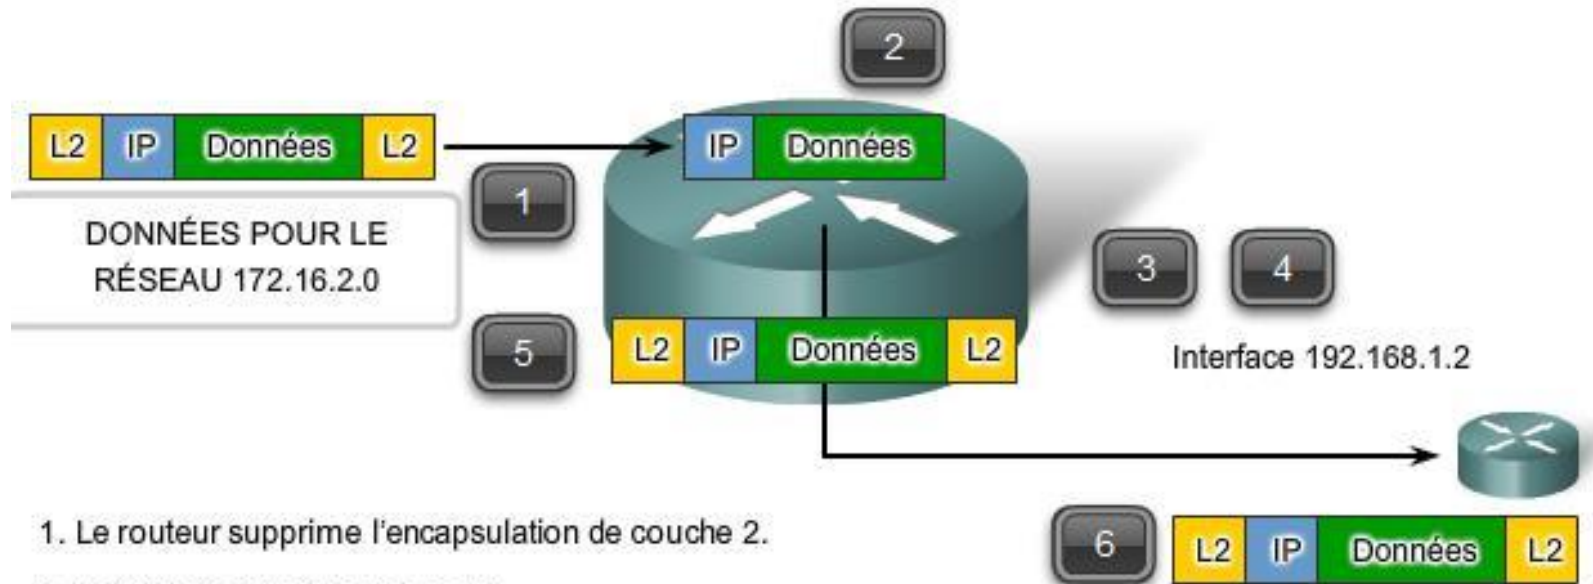 2
L2 IP Données L2
IP Données
1
DONNÉES POUR LE
RÉSEAU 172.16.2.0
3 4
5
L2 IP Données L2
Interface 192.168.1.2
1. Le routeur supprime l'encapsulation de couche 2.
6
L2 IP Données L2